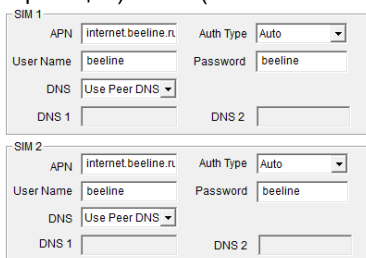 SIM 1
APN internet.beeline.ru Auth Type Auto
User Name beeline Password beeline
DNS Use Peer DNS
DNS 1 DNS 2
SIM 2
APN internet.beeline.ru Auth Type Auto
User Name beeline Password beeline
DNS Use Peer DNS
DNS 1 DNS 2